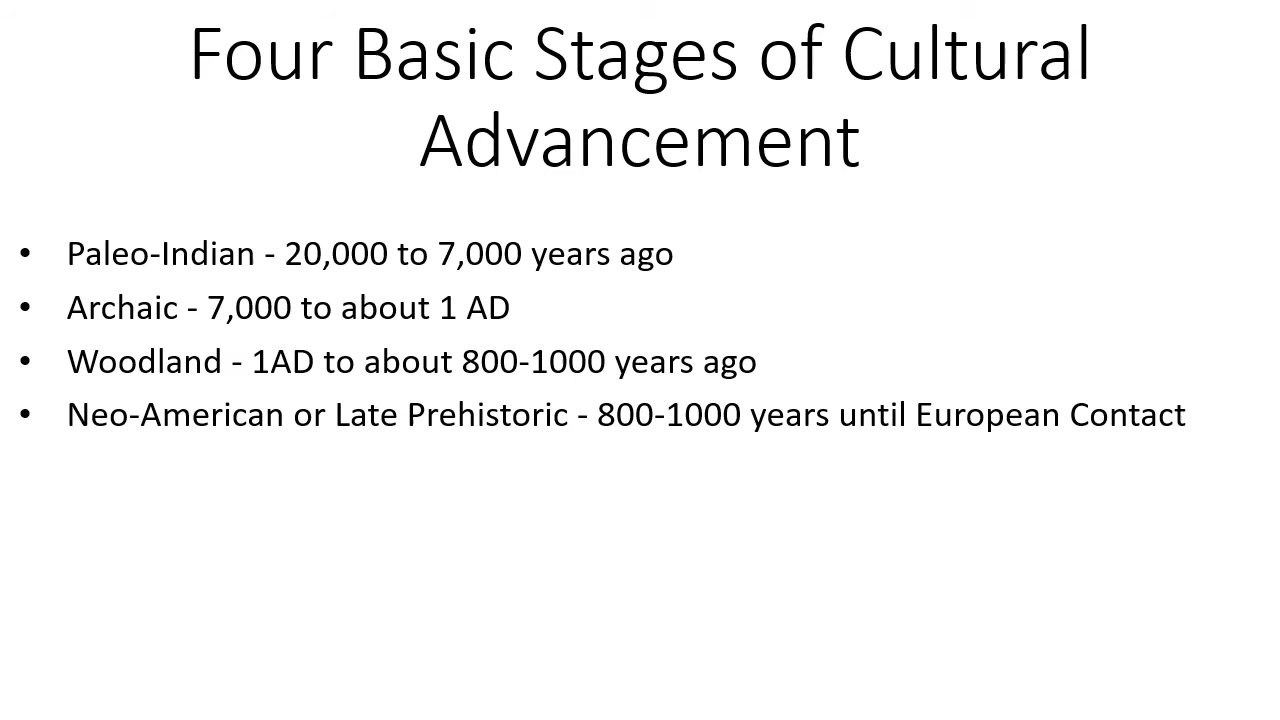 Four Basic Stages of Cultural
Advancement
• Paleo-Indian - 20,000 to 7,000 years ago
• Archaic - 7,000 to about 1 AD
• Woodland - 1AD to about 800-1000 years ago
• Neo-American or Late Prehistoric - 800-1000 years until European Contact